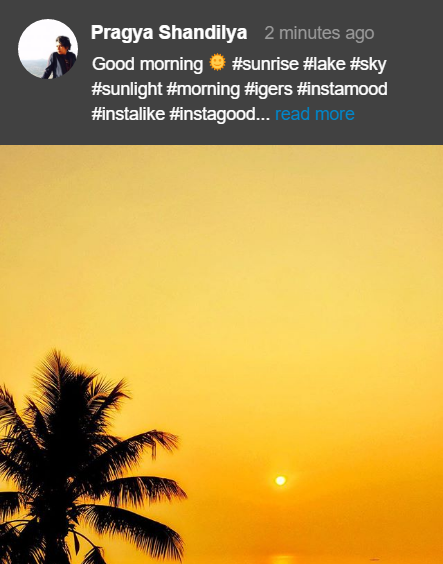 Pragya Shandilya 2 minutes ago
Good morning 🌞 #sunrise #lake #sky
#sunlight #morning #igers #instamood
#instalike #instagood... read more